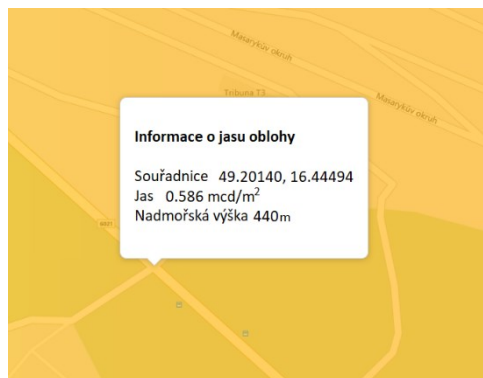 Masarykův okruh
Tribuna T3
Masarykův okruh
Informace o jasu oblohy
Souřadnice 49.20140, 16.44494
Jas 0.586 mcd/m²
Nadmořská výška 440m